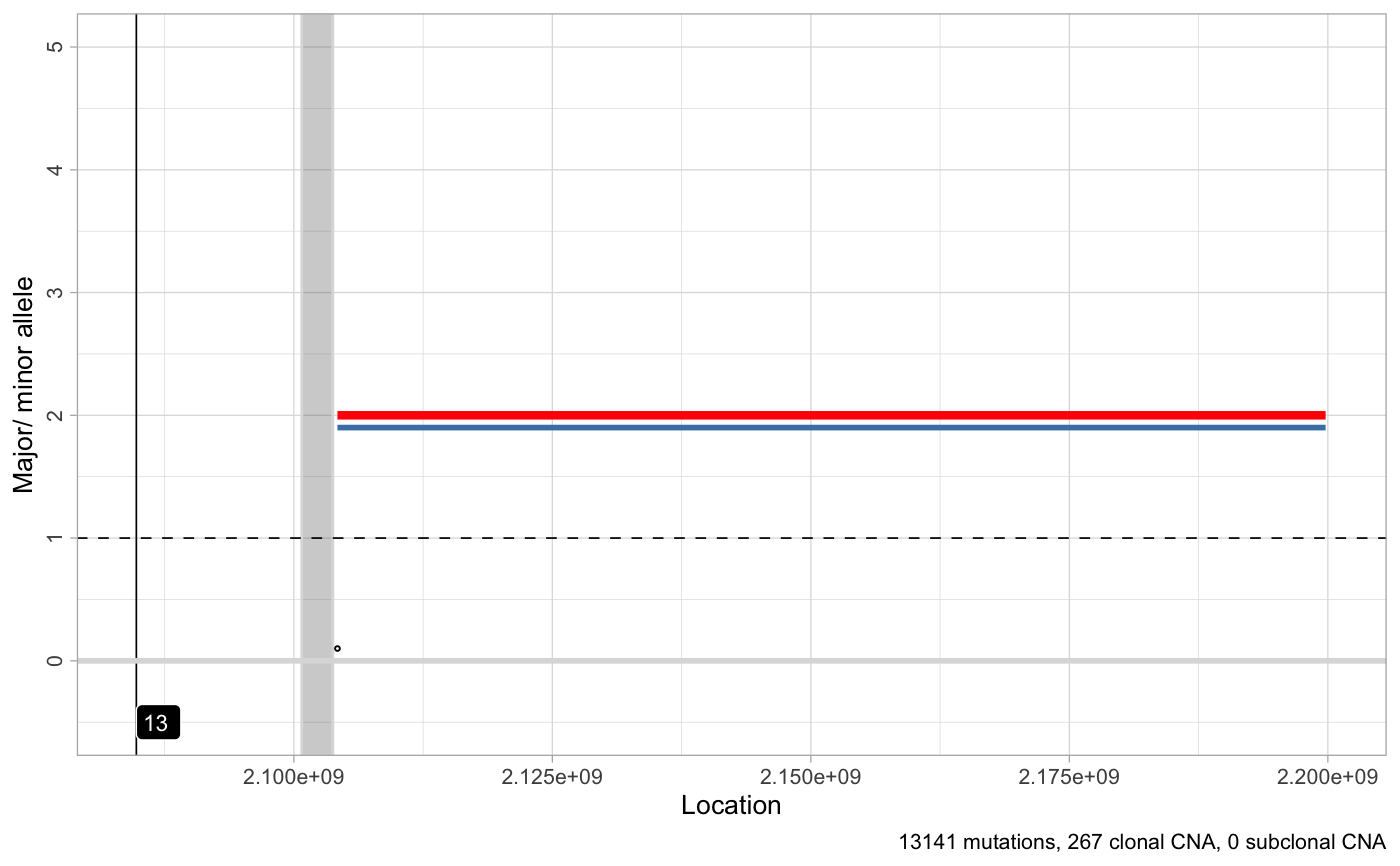 5
4
3
2
1
0
Major/ minor allele
13
2.100e+09 2.125e+09 2.150e+09 2.175e+09 2.200e+09
Location
13141 mutations, 267 clonal CNA, 0 subclonal CNA